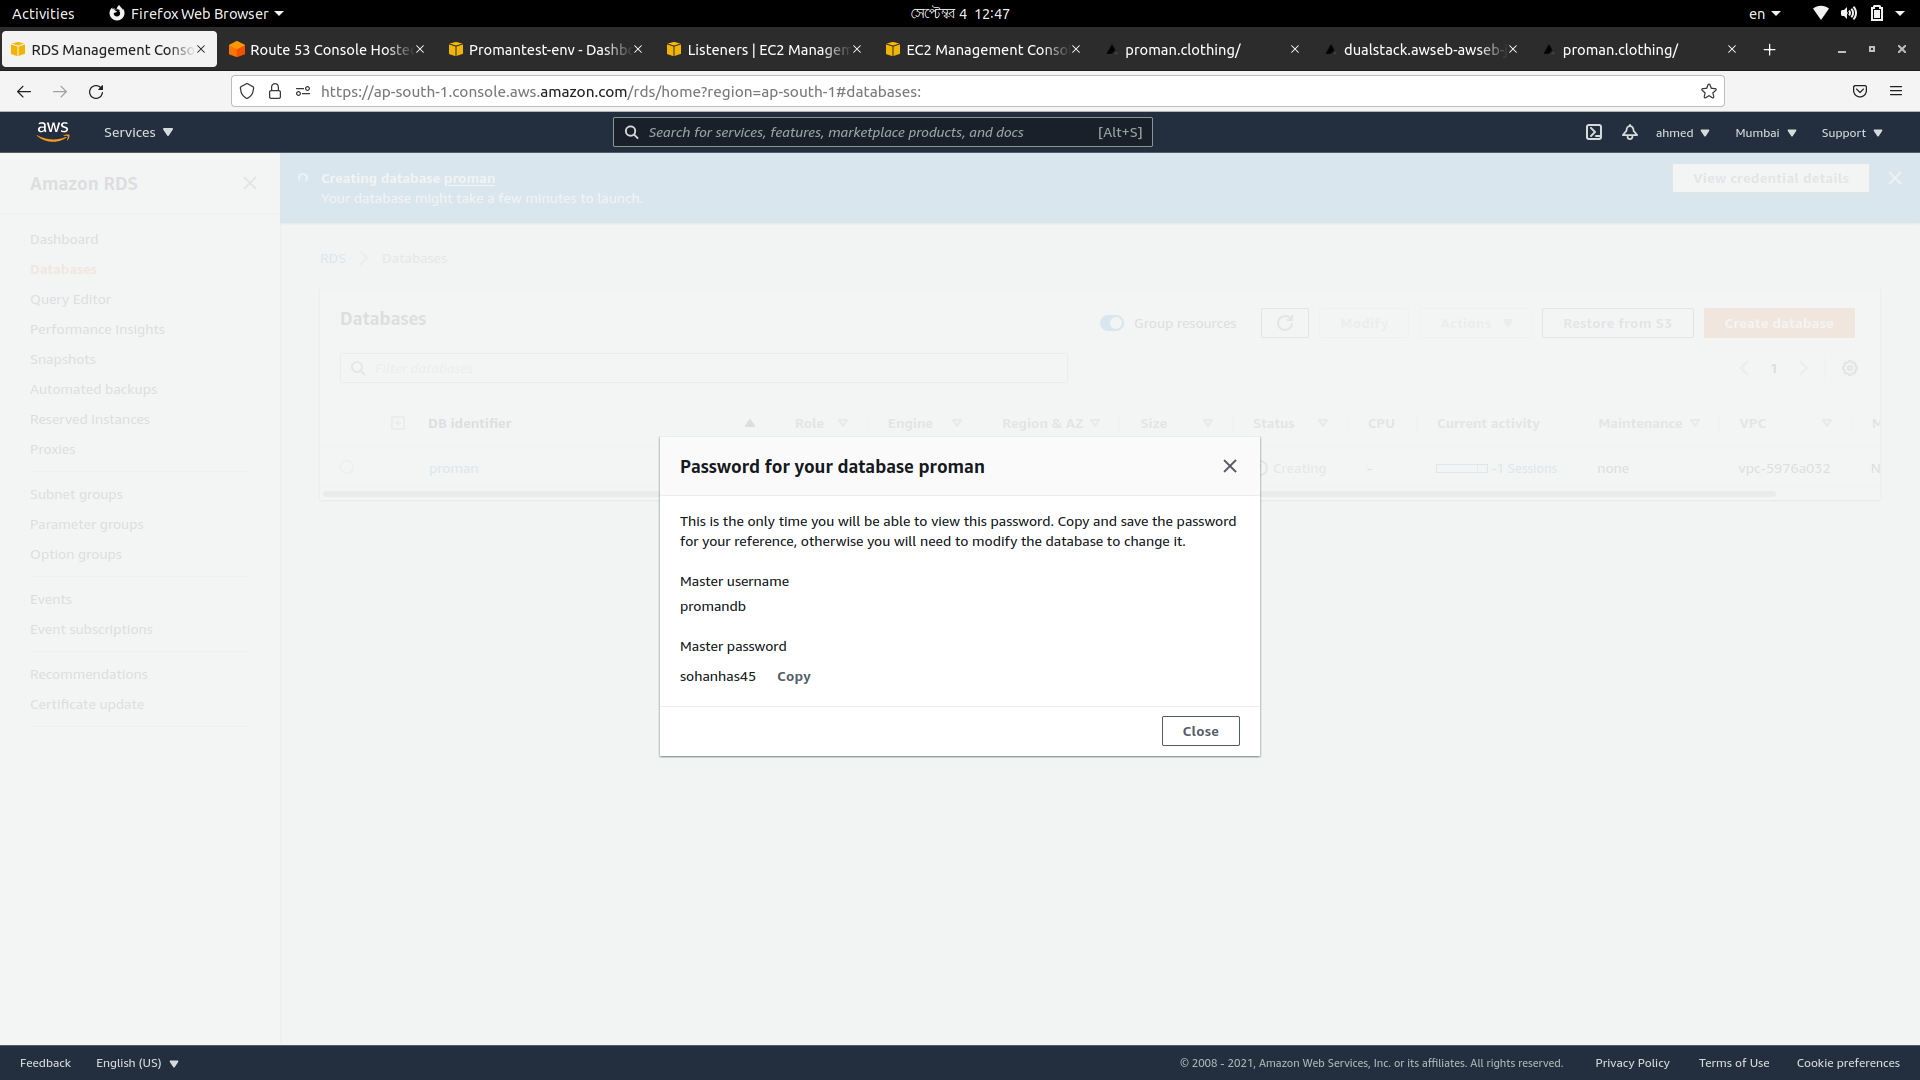 Activities
Firefox Web Browser
সেপ্টেম্বর 4 12:47
en
RDS Management Conso
Route 53 Console Hoste
Promantest-env - Dashb
Listeners | EC2 Managem
EC2 Management Conso
proman.clothing/
dualstack.awseb-awseb-
proman.clothing/
https://ap-south-1.console.aws.amazon.com/rds/home?region=ap-south-1#databases:
aws
Services
Search for services, features, marketplace products, and docs
[Alt+S]
ahmed
Mumbai
Support
Amazon RDS
Dashboard
Databases
Query Editor
Performance Insights
Snapshots
Automated backups
Reserved instances
Proxies
Subnet groups
Parameter groups
Option groups
Events
Event subscriptions
Recommendations
Certificate update
Creating database proman
Your database might take a few minutes to launch.
View credential details
RDS
Databases
Databases
Group resources
Modify
Actions
Restore from S3
Create database
Filter databases
1
DB identifier
Role
Engine
Region & AZ
Size
Status
CPU
Current activity
Maintenance
VPC
M
proman
Creating
-
-1 Sessions
none
vpc-5976a032
N
Password for your database proman
This is the only time you will be able to view this password. Copy and save the password
for your reference, otherwise you will need to modify the database to change it.
Master username
promandb
Master password
sohanhas45
Copy
Close
Feedback
English (US)
© 2008 - 2021, Amazon Web Services, Inc. or its affiliates. All rights reserved.
Privacy Policy
Terms of Use
Cookie preferences